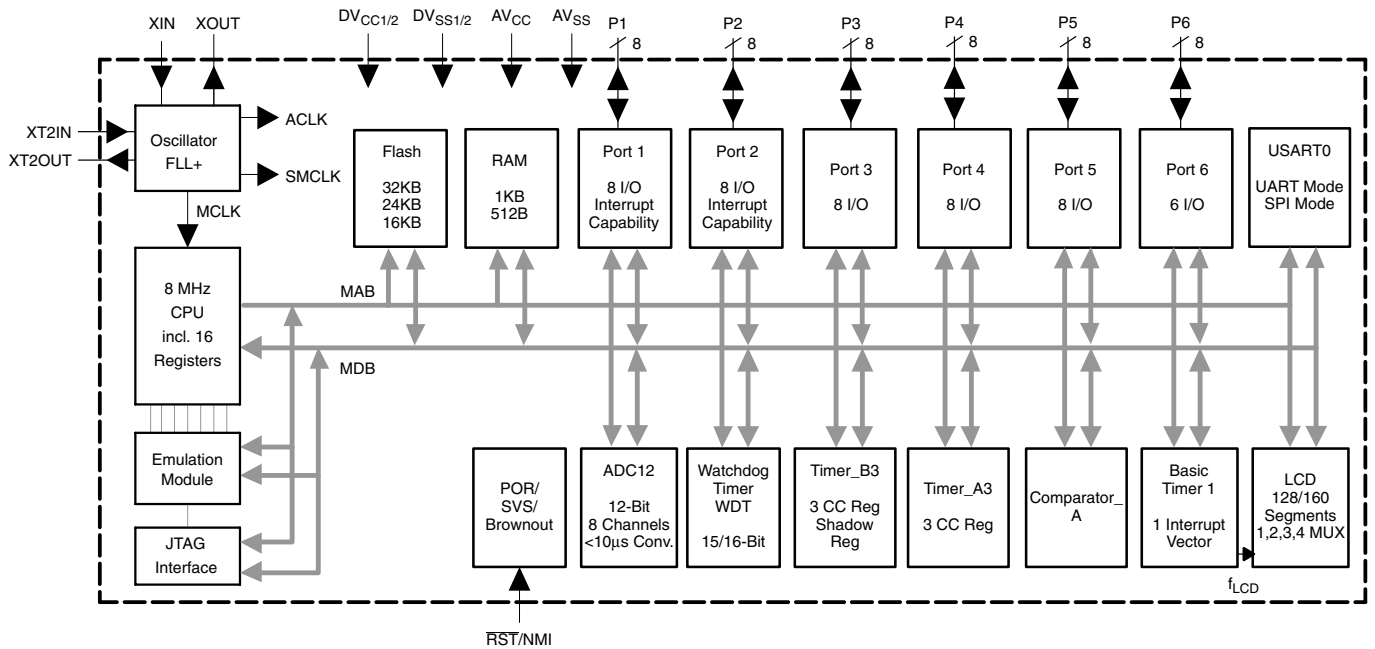 XIN XOUT DVCC1/2 DVSS1/2 AVCC AVSS P1 P2 P3 P4 P5 P6
8 8 8 8 8 8
XT2IN
XT2OUT
Oscillator
FLL+
ACLK
SMCLK
MCLK
Flash
32KB
24KB
16KB
RAM
1KB
512B
Port 1
8 I/O
Interrupt
Capability
Port 2
8 I/O
Interrupt
Capability
Port 3
8 I/O
Port 4
8 I/O
Port 5
8 I/O
Port 6
6 I/O
USART0
UART Mode
SPI Mode
8 MHz
CPU
incl. 16
Registers
MAB
MDB
Emulation
Module
JTAG
Interface
POR/
SVS/
Brownout
ADC12
12-Bit
8 Channels
<10μs Conv.
Watchdog
Timer
WDT
15/16-Bit
Timer_B3
3 CC Reg
Shadow
Reg
Timer_A3
3 CC Reg
Comparator_
A
Basic
Timer 1
1 Interrupt
Vector
LCD
128/160
Segments
1,2,3,4 MUX
fLCD
RST/NMI